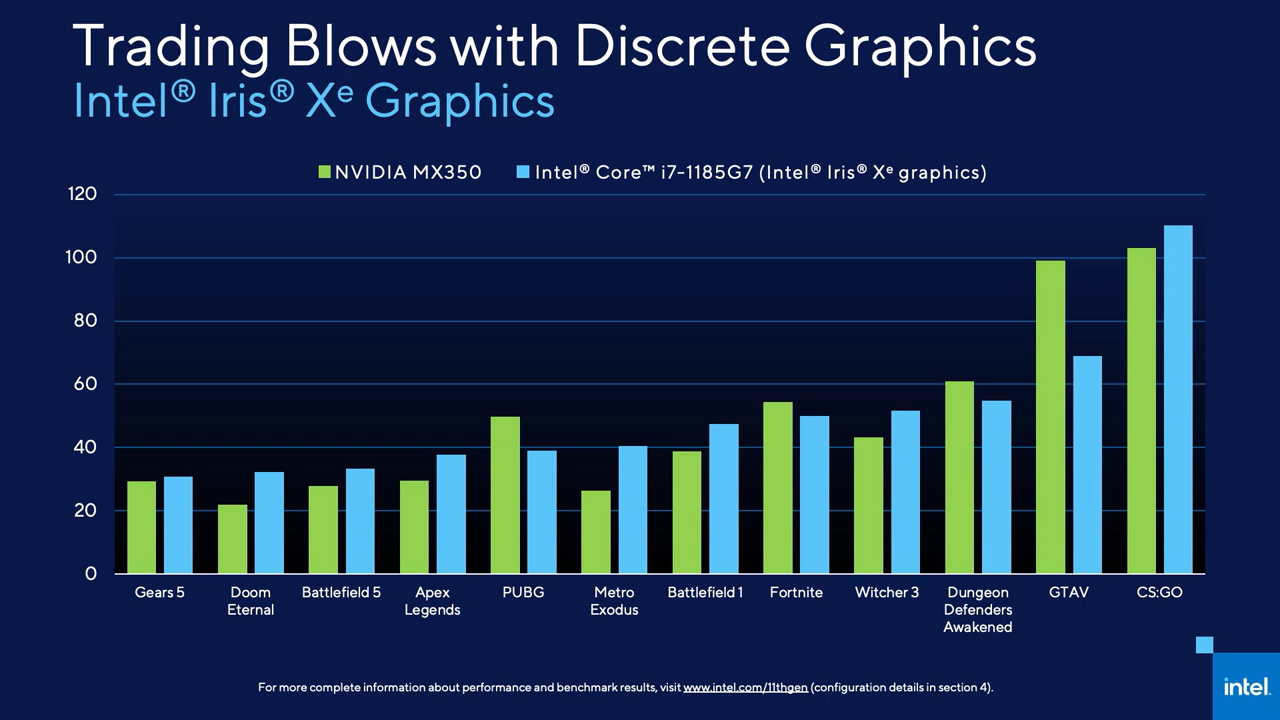 Trading Blows with Discrete Graphics
Intel® Iris® Xᵉ Graphics
NVIDIA MX350 Intel® Core™ i7-1185G7 (Intel® Iris® Xᵉ graphics)
120
100
80
60
40
20
0
Gears 5 Doom Battlefield 5 Apex PUBG Metro Battlefield 1 Fortnite Witcher 3 Dungeon GTAV CS:GO
Eternal Legends Exodus Defenders
Awakened
For more complete information about performance and benchmark results, visit www.intel.com/11thgen (configuration details in section 4).
intel.